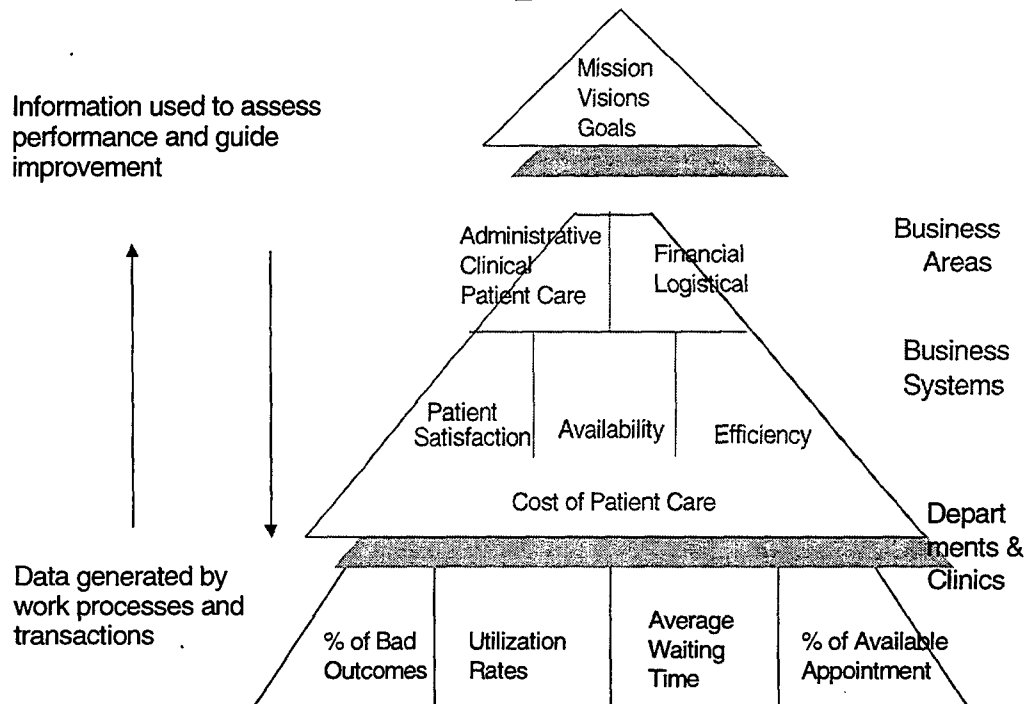 Mission
Visions
Goals
Information used to assess
performance and guide
improvement
Administrative
Clinical
Patient Care
Financial
Logistical
Business
Areas
Business
Systems
Patient
Satisfaction
Availability
Efficiency
Cost of Patient Care
Depart
ments &
Clinics
Data generated by
work processes and
transactions
% of Bad
Outcomes
Utilization
Rates
Average
Waiting
Time
% of Available
Appointment